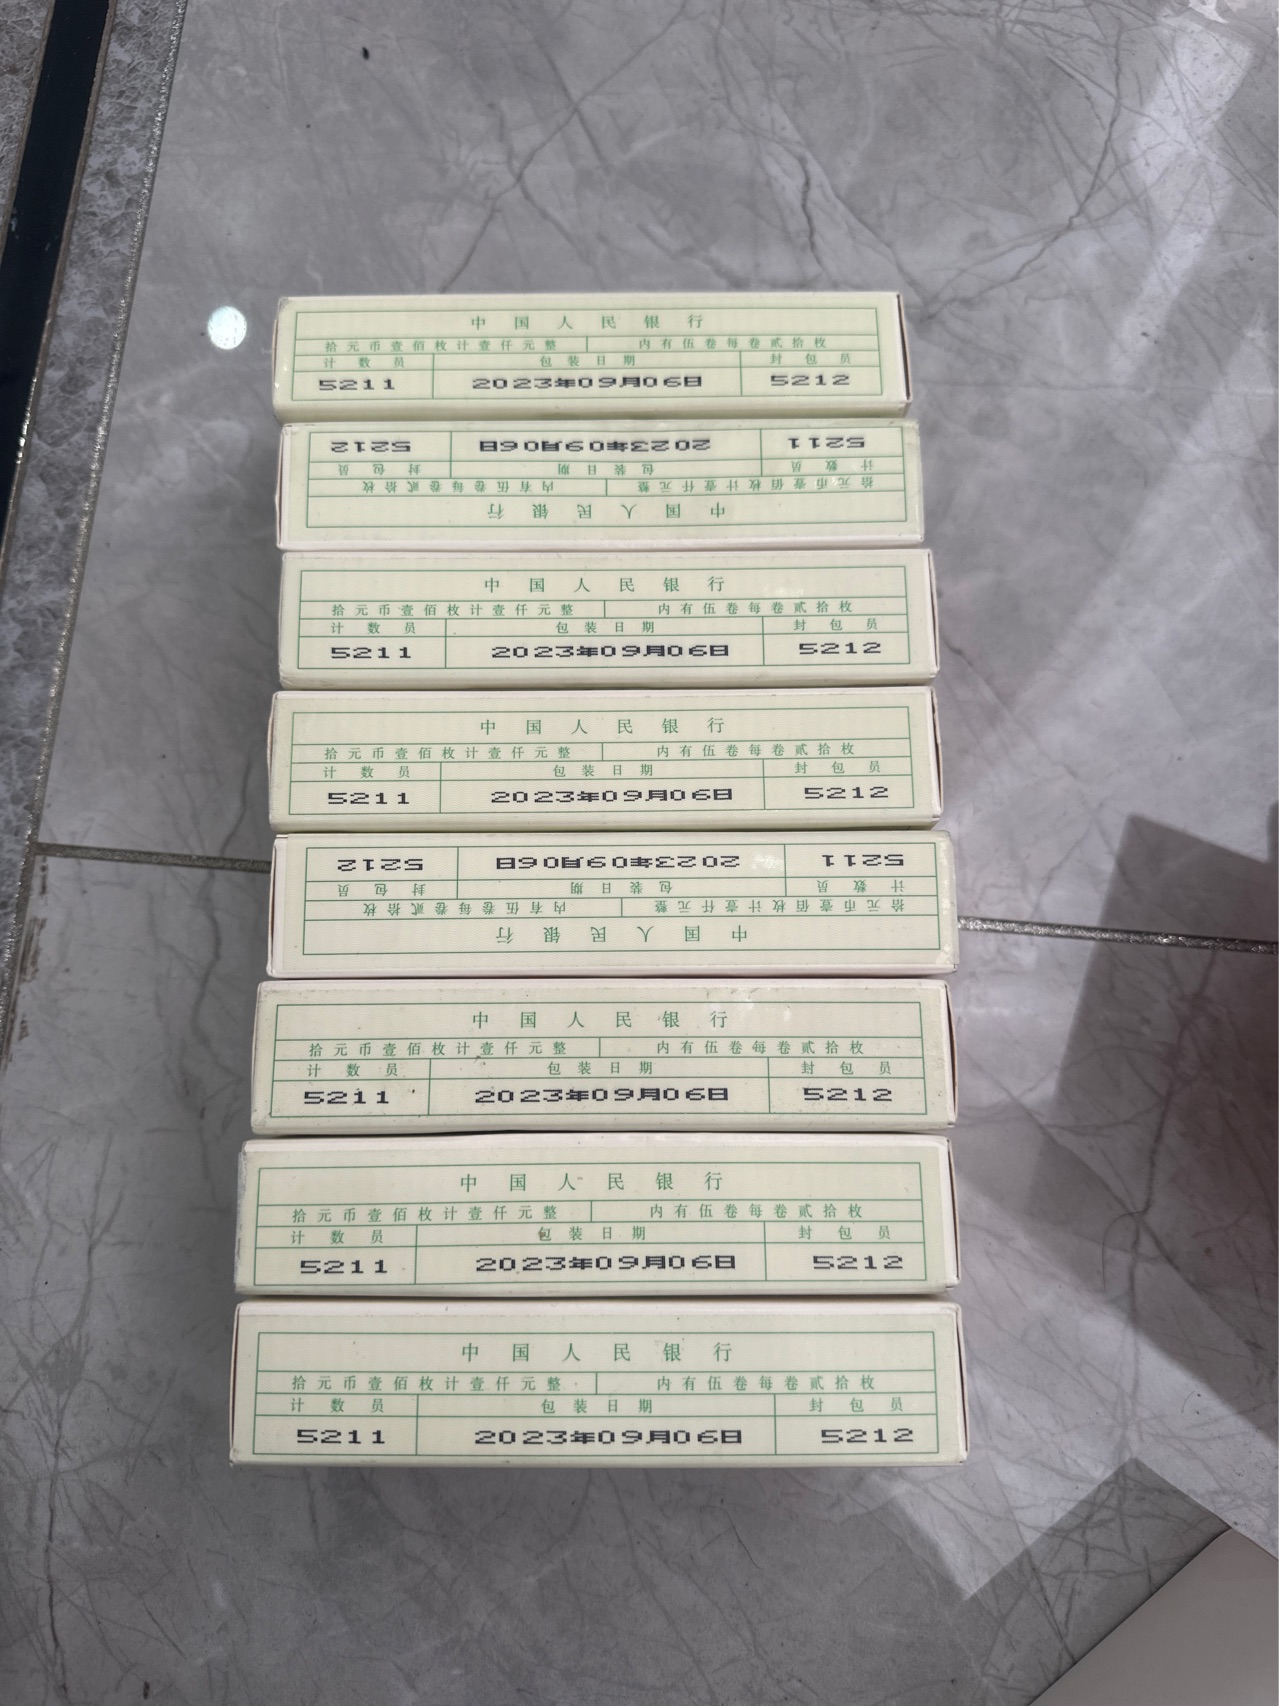 中国人民银行
拾元币壹佰枚计壹仟元整 内有伍卷每卷贰拾枚
计数员 包装日期 封包员
5211 2023年09月06日 5212
中国人民银行
拾元币壹佰枚计壹仟元整 内有伍卷每卷贰拾枚
计数员 包装日期 封包员
5211 2023年09月06日 5212
中国人民银行
拾元币壹佰枚计壹仟元整 内有伍卷每卷贰拾枚
计数员 包装日期 封包员
5211 2023年09月06日 5212
中国人民银行
拾元币壹佰枚计壹仟元整 内有伍卷每卷贰拾枚
计数员 包装日期 封包员
5211 2023年09月06日 5212
中国人民银行
拾元币壹佰枚计壹仟元整 内有伍卷每卷贰拾枚
计数员 包装日期 封包员
5211 2023年09月06日 5212
中国人民银行
拾元币壹佰枚计壹仟元整 内有伍卷每卷贰拾枚
计数员 包装日期 封包员
5211 2023年09月06日 5212
中国人民银行
拾元币壹佰枚计壹仟元整 内有伍卷每卷贰拾枚
计数员 包装日期 封包员
5211 2023年09月06日 5212
中国人民银行
拾元币壹佰枚计壹仟元整 内有伍卷每卷贰拾枚
计数员 包装日期 封包员
5211 2023年09月06日 5212